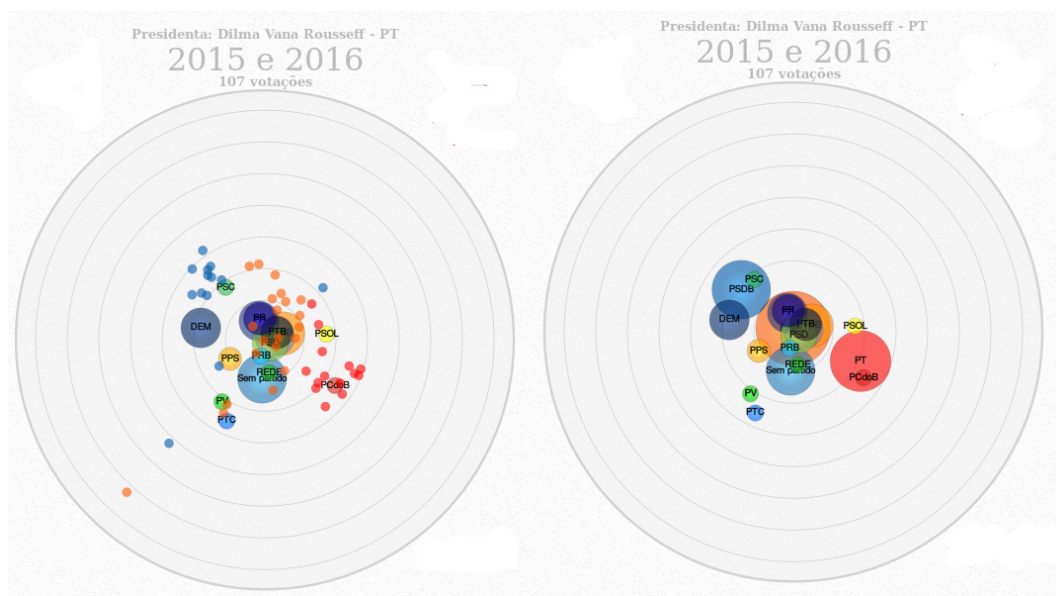 Presidenta: Dilma Vana Rousseff - PT
2015 e 2016
107 votações
PSC
PR
DEM
PTB
PSOL
PSD
PRB
PPS
REDE
Sem partido
PCdoB
PV
PTC
Presidenta: Dilma Vana Rousseff - PT
2015 e 2016
107 votações
PSC
PSDB
PR
DEM
PTB
PSOL
PSD
PRB
PPS
PT
REDE
Sem partido
PCdoB
PV
PTC